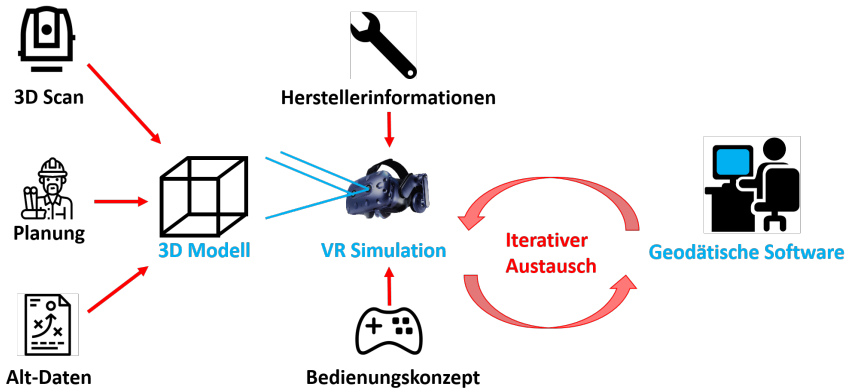 3D Scan
Herstellerinformationen
Planung
3D Modell
VR Simulation
Iterativer
Austausch
Geodätische Software
Alt-Daten
Bedienungskonzept